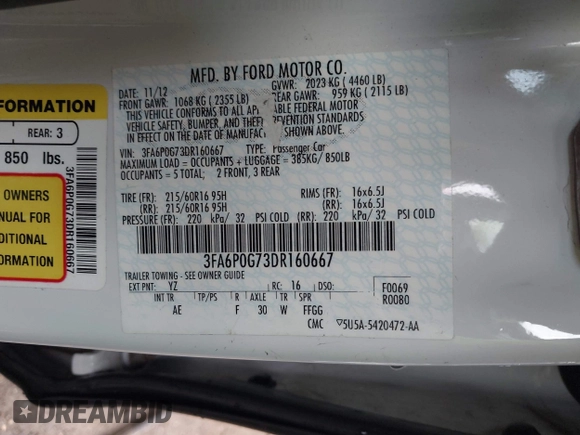 MFD. BY FORD MOTOR CO.
DATE: 11/12
GVWR: 2023 KG ( 4460 LB)
FRONT GAWR: 1068 KG ( 2355 LB)
REAR GAWR: 959 KG ( 2115 LB)
THIS VEHICLE CONFORMS TO ALL APPLICABLE FEDERAL MOTOR
VEHICLE SAFETY, BUMPER, AND THEFT PREVENTION STANDARDS
IN EFFECT ON THE DATE OF MANUFACTURE SHOWN ABOVE.
VIN: 3FA6P0G73DR160667 TYPE: Passenger Car
MAXIMUM LOAD = OCCUPANTS + LUGGAGE = 385KG/ 850LB
OCCUPANTS = 5 TOTAL; 2 FRONT, 3 REAR
TIRE (FR): 215/60R16 95H RIMS (FR): 16x6.5J
(RR): 215/60R16 95H (RR): 16x6.5J
PRESSURE (FR): 220 kPa/ 32 PSI COLD (RR): 220 kPa/ 32 PSI COLD
3FA6P0G73DR160667
TRAILER TOWING - SEE OWNER GUIDE
EXT PNT: YZ RC: 16 DSO: F0069
R0080
INT TR TP/PS R AXLE TR SPR
AE F 30 W FFGG
CMC ▽5U5A-5420472-AA
FORMATION
REAR: 3
850 lbs.
OWNERS
NUAL FOR
DITIONAL
ORMATION
3FA6P0G73DR160667
DREAMBID